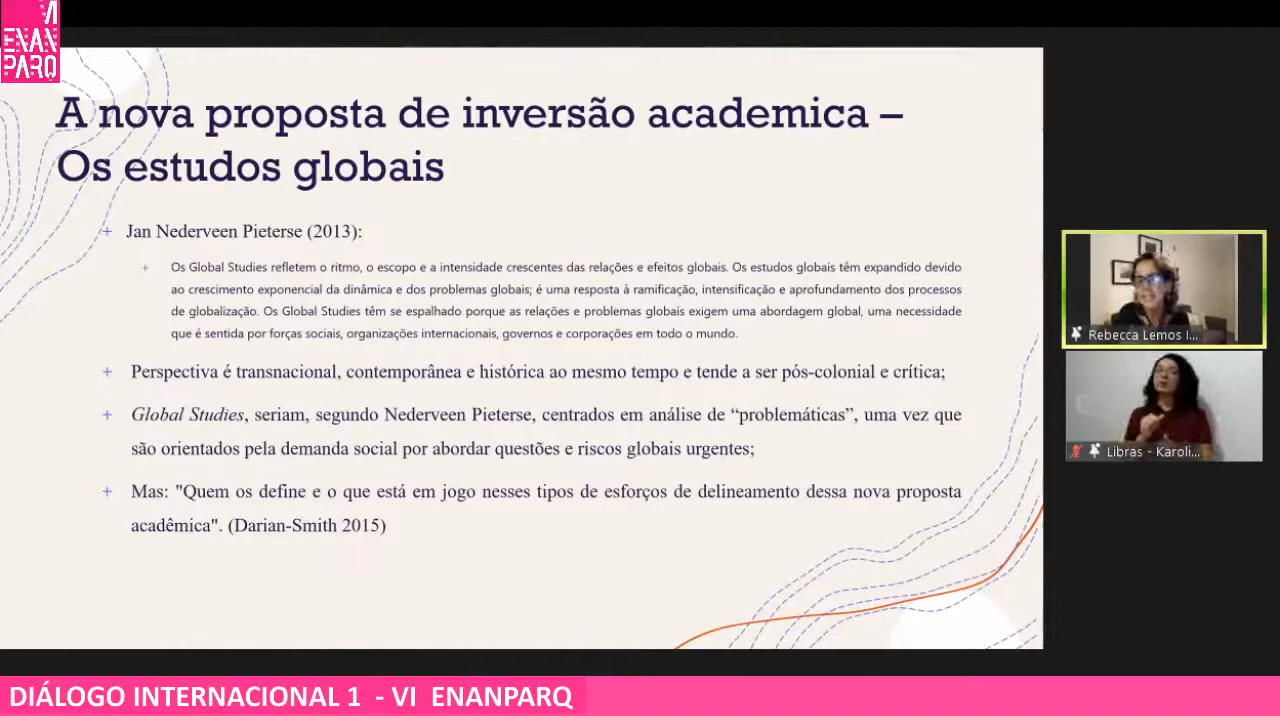 VI
ENAN
PARQ
A nova proposta de inversão academica –
Os estudos globais
+ Jan Nederveen Pieterse (2013):
+ Os Global Studies refletem o ritmo, o escopo e a intensidade crescentes das relações e efeitos globais. Os estudos globais têm expandido devido
ao crescimento exponencial da dinâmica e dos problemas globais; é uma resposta à ramificação, intensificação e aprofundamento dos processos
de globalização. Os Global Studies têm se espalhado porque as relações e problemas globais exigem uma abordagem global, uma necessidade
que é sentida por forças sociais, organizações internacionais, governos e corporações em todo o mundo.
+ Perspectiva é transnacional, contemporânea e histórica ao mesmo tempo e tende a ser pós-colonial e crítica;
+ Global Studies, seriam, segundo Nederveen Pieterse, centrados em análise de “problemáticas”, uma vez que
são orientados pela demanda social por abordar questões e riscos globais urgentes;
+ Mas: "Quem os define e o que está em jogo nesses tipos de esforços de delineamento dessa nova proposta
acadêmica". (Darian-Smith 2015)
Rebecca Lemos I...
Libras - Karoli...
DIÁLOGO INTERNACIONAL 1 - VI ENANPARQ